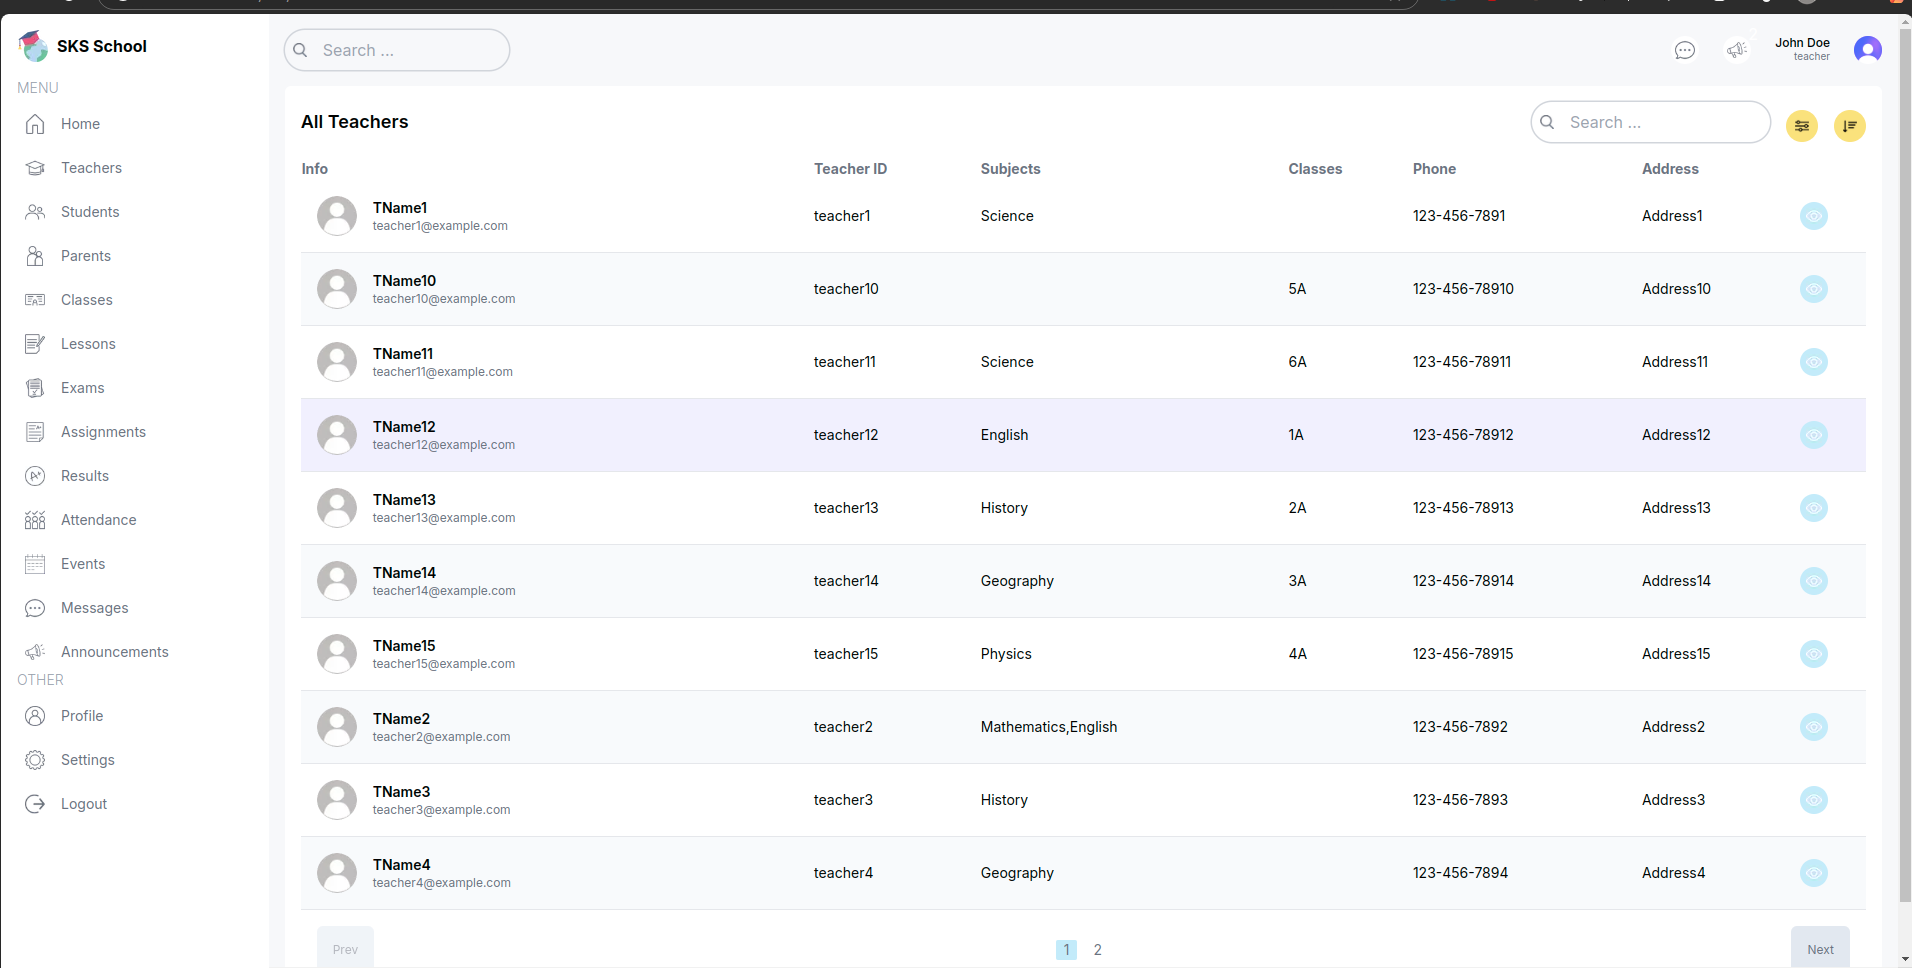 SKS School
MENU
Home
Teachers
Students
Parents
Classes
Lessons
Exams
Assignments
Results
Attendance
Events
Messages
Announcements
OTHER
Profile
Settings
Logout
Search ...
John Doe
teacher
All Teachers
Search ...
Info Teacher ID Subjects Classes Phone Address
TName1
teacher1@example.com
teacher1 Science 123-456-7891 Address1
TName10
teacher10@example.com
teacher10 5A 123-456-78910 Address10
TName11
teacher11@example.com
teacher11 Science 6A 123-456-78911 Address11
TName12
teacher12@example.com
teacher12 English 1A 123-456-78912 Address12
TName13
teacher13@example.com
teacher13 History 2A 123-456-78913 Address13
TName14
teacher14@example.com
teacher14 Geography 3A 123-456-78914 Address14
TName15
teacher15@example.com
teacher15 Physics 4A 123-456-78915 Address15
TName2
teacher2@example.com
teacher2 Mathematics,English 123-456-7892 Address2
TName3
teacher3@example.com
teacher3 History 123-456-7893 Address3
TName4
teacher4@example.com
teacher4 Geography 123-456-7894 Address4
Prev 1 2 Next